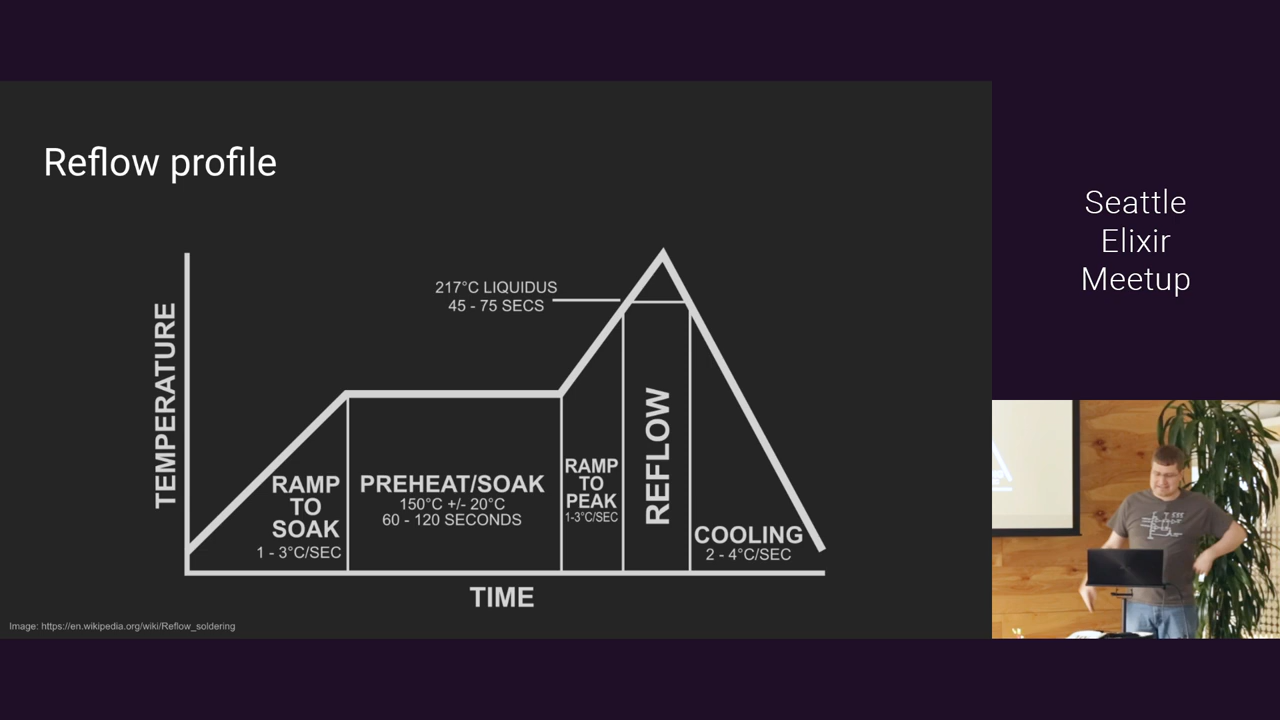 Reflow profile
217°C LIQUIDUS
45 - 75 SECS
TEMPERATURE
RAMP
TO
SOAK
1 - 3°C/SEC
PREHEAT/SOAK
150°C +/- 20°C
60 - 120 SECONDS
RAMP
TO
PEAK
1-3°C/SEC
REFLOW
COOLING
2 - 4°C/SEC
TIME
Image: https://en.wikipedia.org/wiki/Reflow_soldering
Seattle
Elixir
Meetup